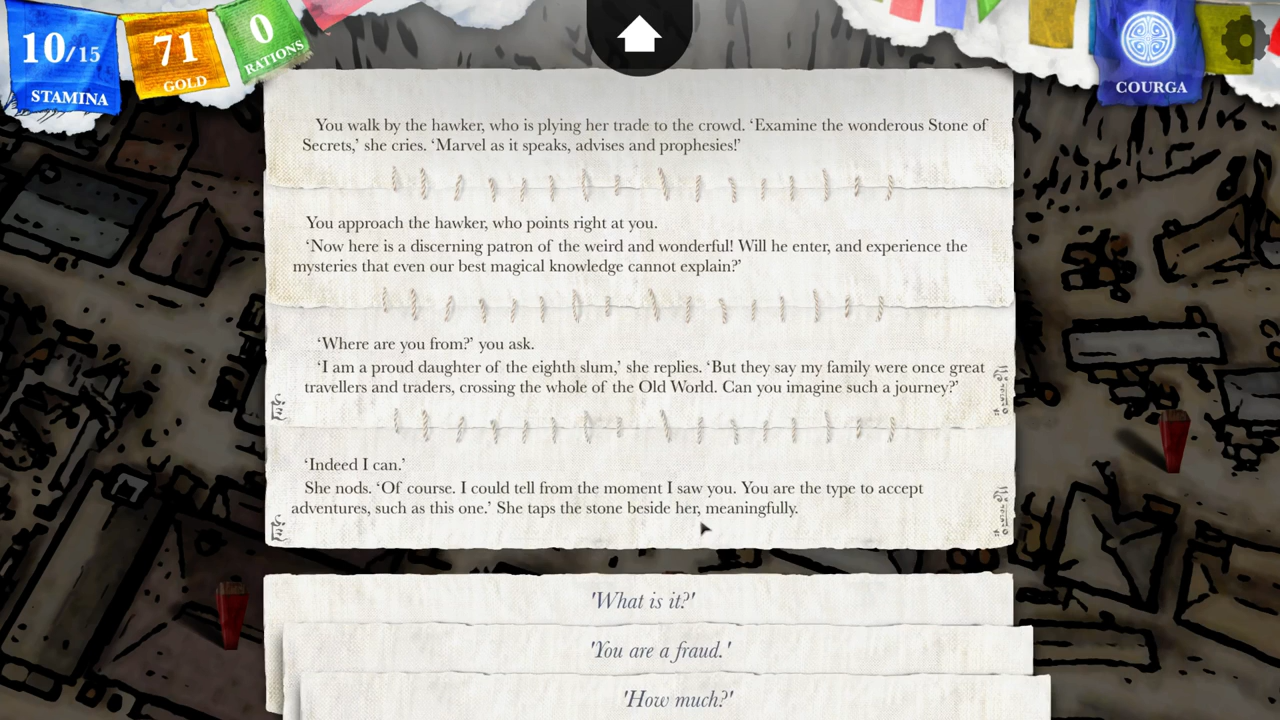 10/15
STAMINA
71
GOLD
0
RATIONS
COURGA
You walk by the hawker, who is plying her trade to the crowd. ‘Examine the wonderous Stone of
Secrets,’ she cries. ‘Marvel as it speaks, advises and prophesies!’
You approach the hawker, who points right at you.
‘Now here is a discerning patron of the weird and wonderful! Will he enter, and experience the
mysteries that even our best magical knowledge cannot explain?’
‘Where are you from?’ you ask.
‘I am a proud daughter of the eighth slum,’ she replies. ‘But they say my family were once great
travellers and traders, crossing the whole of the Old World. Can you imagine such a journey?’
‘Indeed I can.’
She nods. ‘Of course. I could tell from the moment I saw you. You are the type to accept
adventures, such as this one.’ She taps the stone beside her, meaningfully.
'What is it?'
'You are a fraud.'
'How much?'